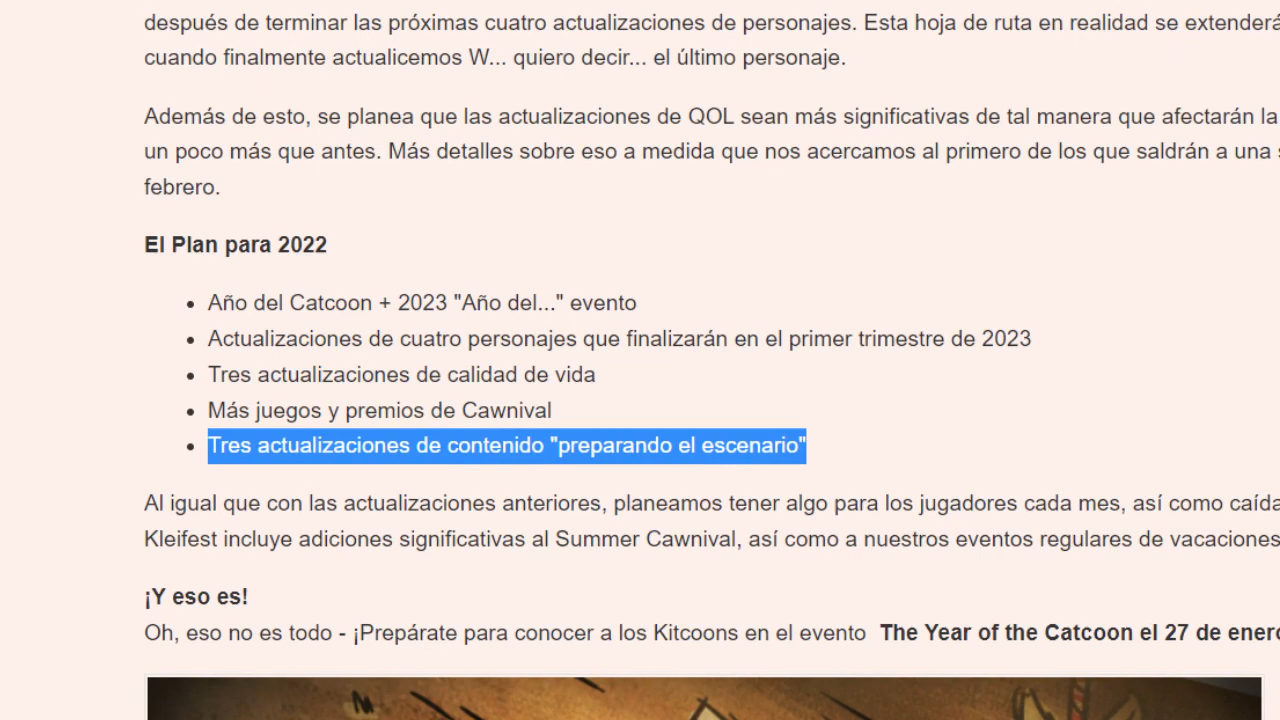 después de terminar las próximas cuatro actualizaciones de personajes. Esta hoja de ruta en realidad se extenderá
cuando finalmente actualicemos W... quiero decir... el último personaje.
Además de esto, se planea que las actualizaciones de QOL sean más significativas de tal manera que afectarán la
un poco más que antes. Más detalles sobre eso a medida que nos acercamos al primero de los que saldrán a una
febrero.
El Plan para 2022
• Año del Catcoon + 2023 "Año del..." evento
• Actualizaciones de cuatro personajes que finalizarán en el primer trimestre de 2023
• Tres actualizaciones de calidad de vida
• Más juegos y premios de Cawnival
• Tres actualizaciones de contenido "preparando el escenario"
Al igual que con las actualizaciones anteriores, planeamos tener algo para los jugadores cada mes, así como caída
Kleifest incluye adiciones significativas al Summer Cawnival, así como a nuestros eventos regulares de vacaciones
¡Y eso es!
Oh, eso no es todo - ¡Prepárate para conocer a los Kitcoons en el evento The Year of the Catcoon el 27 de enero